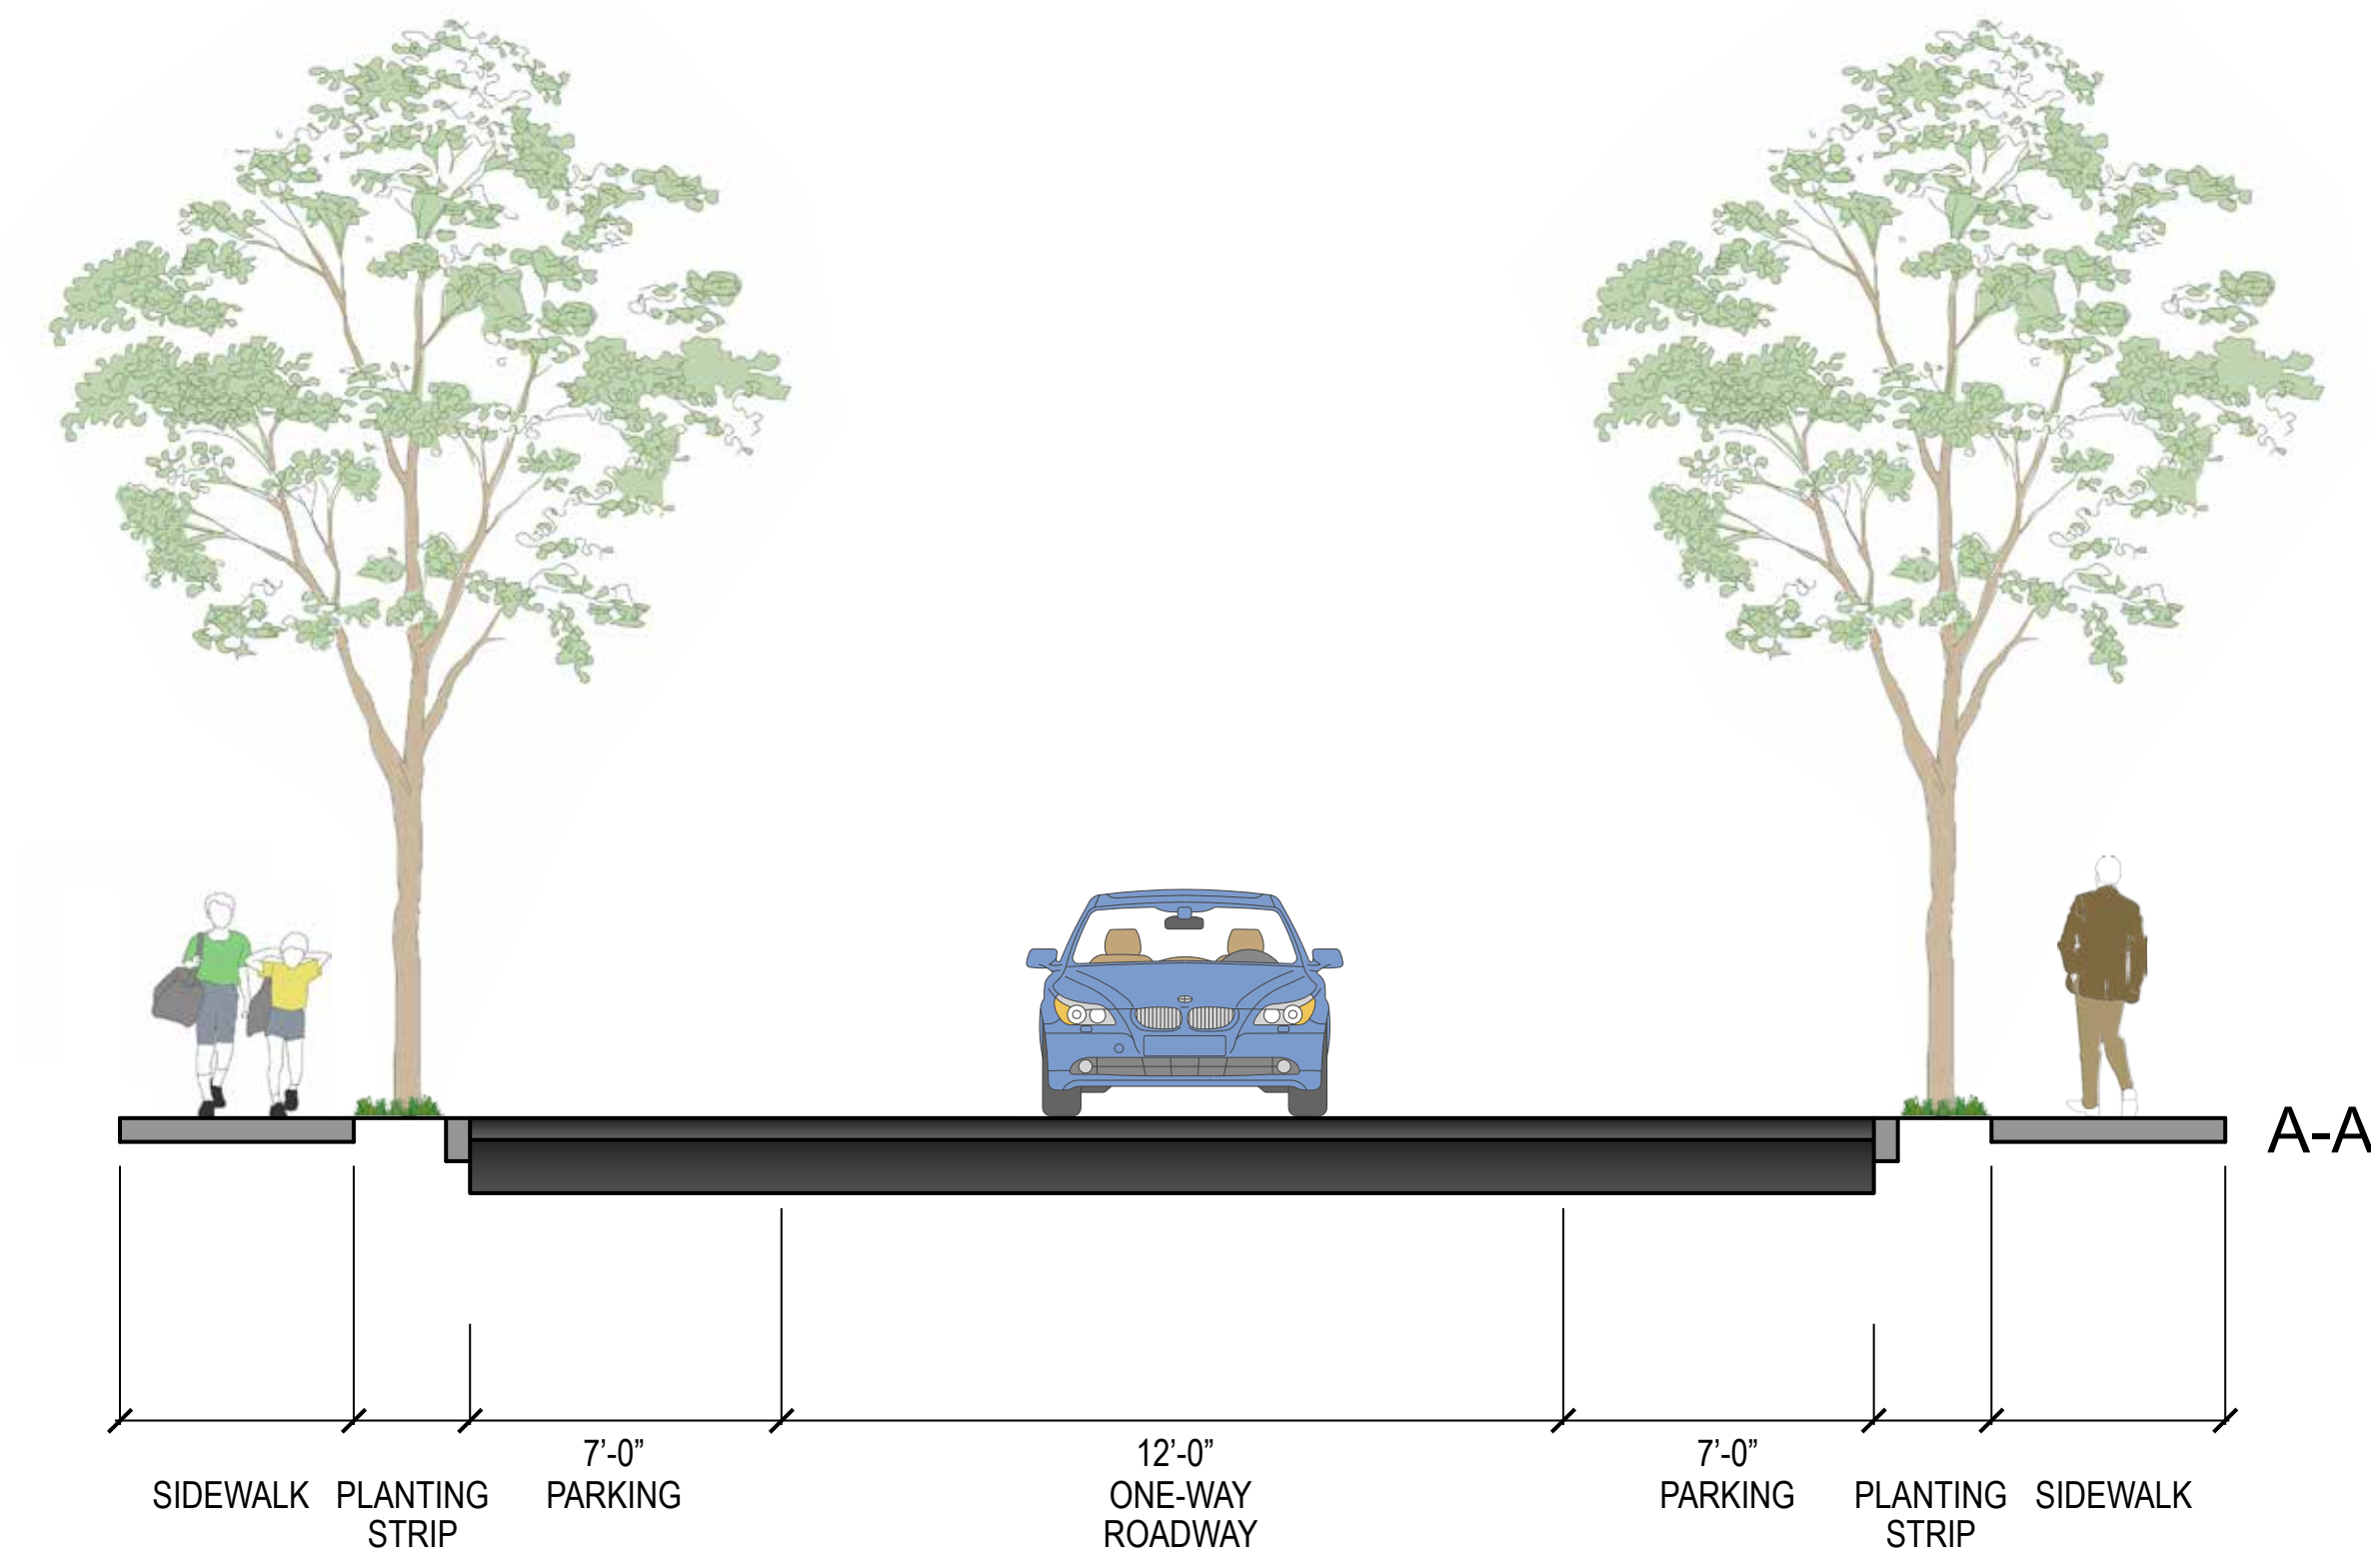 A-A
7’-0”
12’-0”
7’-0”
SIDEWALK
PLANTING
STRIP
PARKING
ONE-WAY
ROADWAY
PARKING
PLANTING
STRIP
SIDEWALK